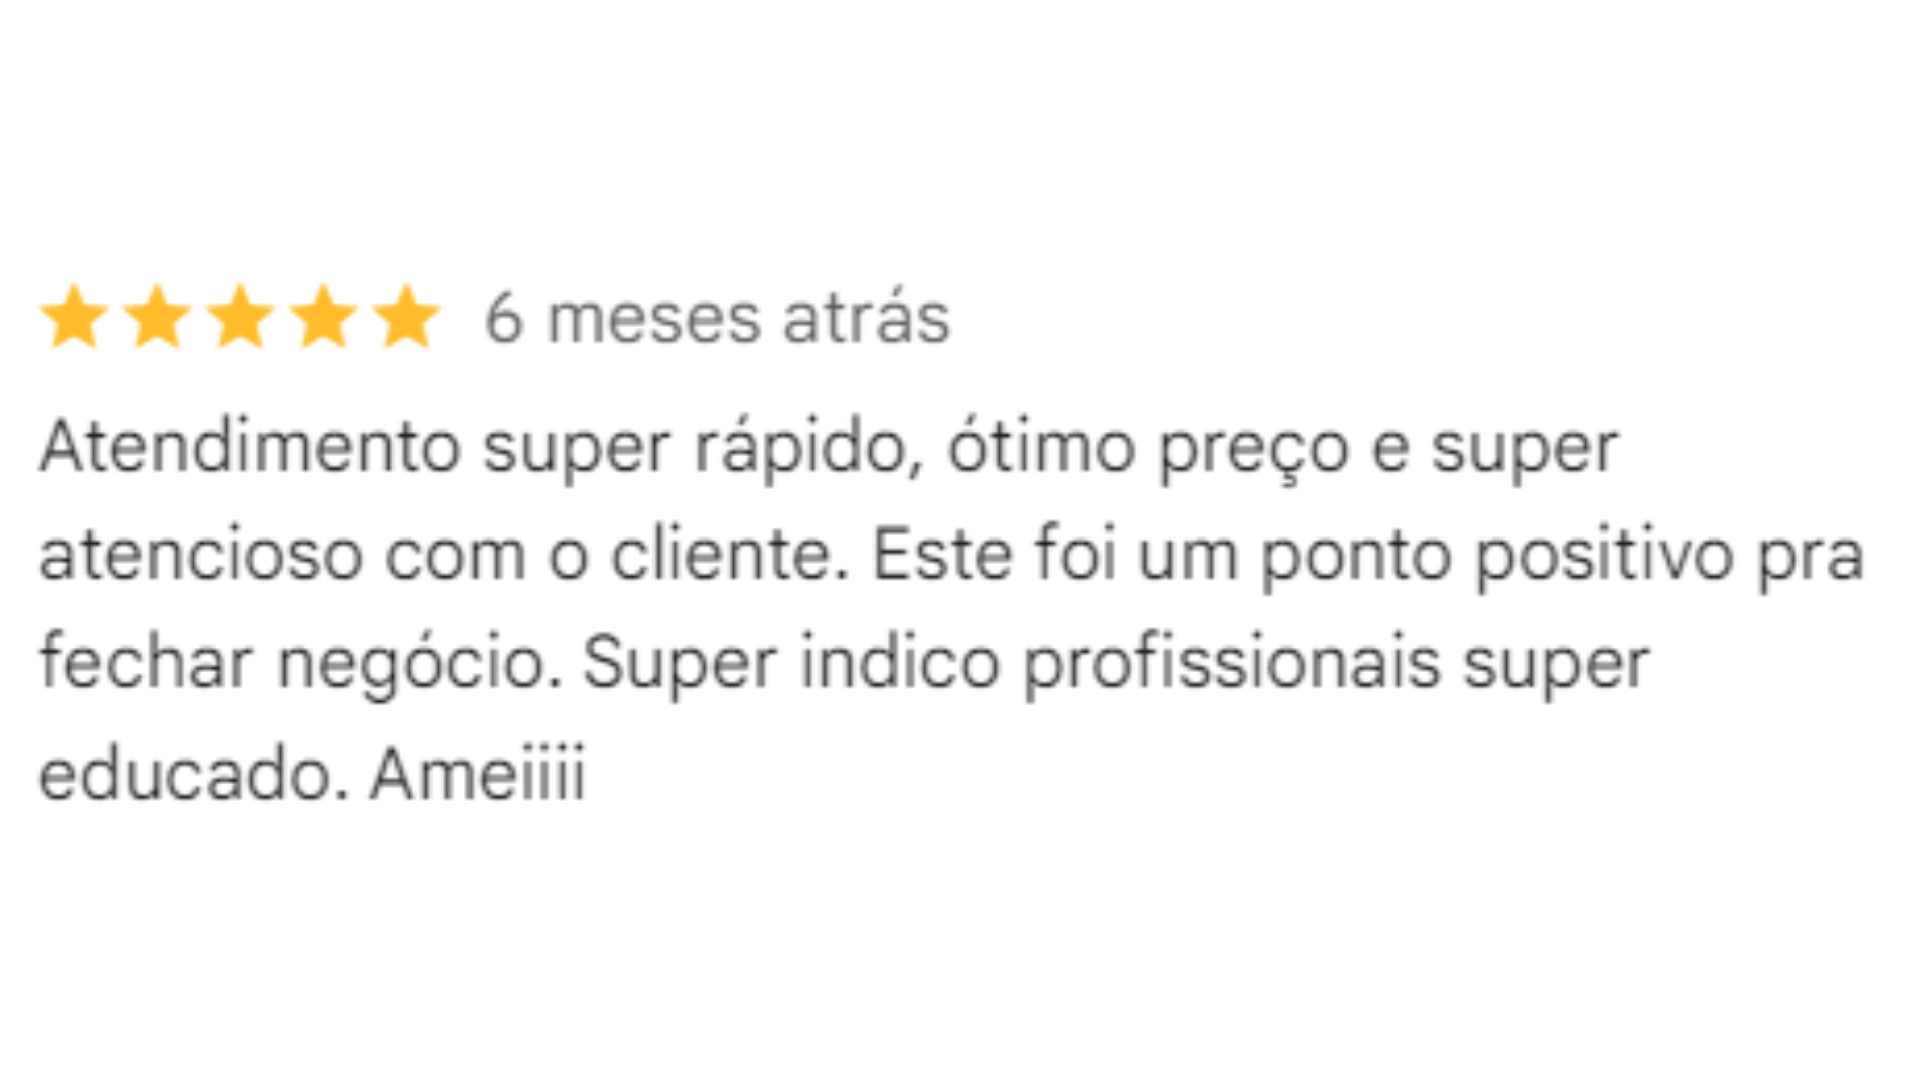 6 meses atrás
Atendimento super rápido, ótimo preço e super
atencioso com o cliente. Este foi um ponto positivo pra
fechar negócio. Super indico profissionais super
educado. Ameiiii